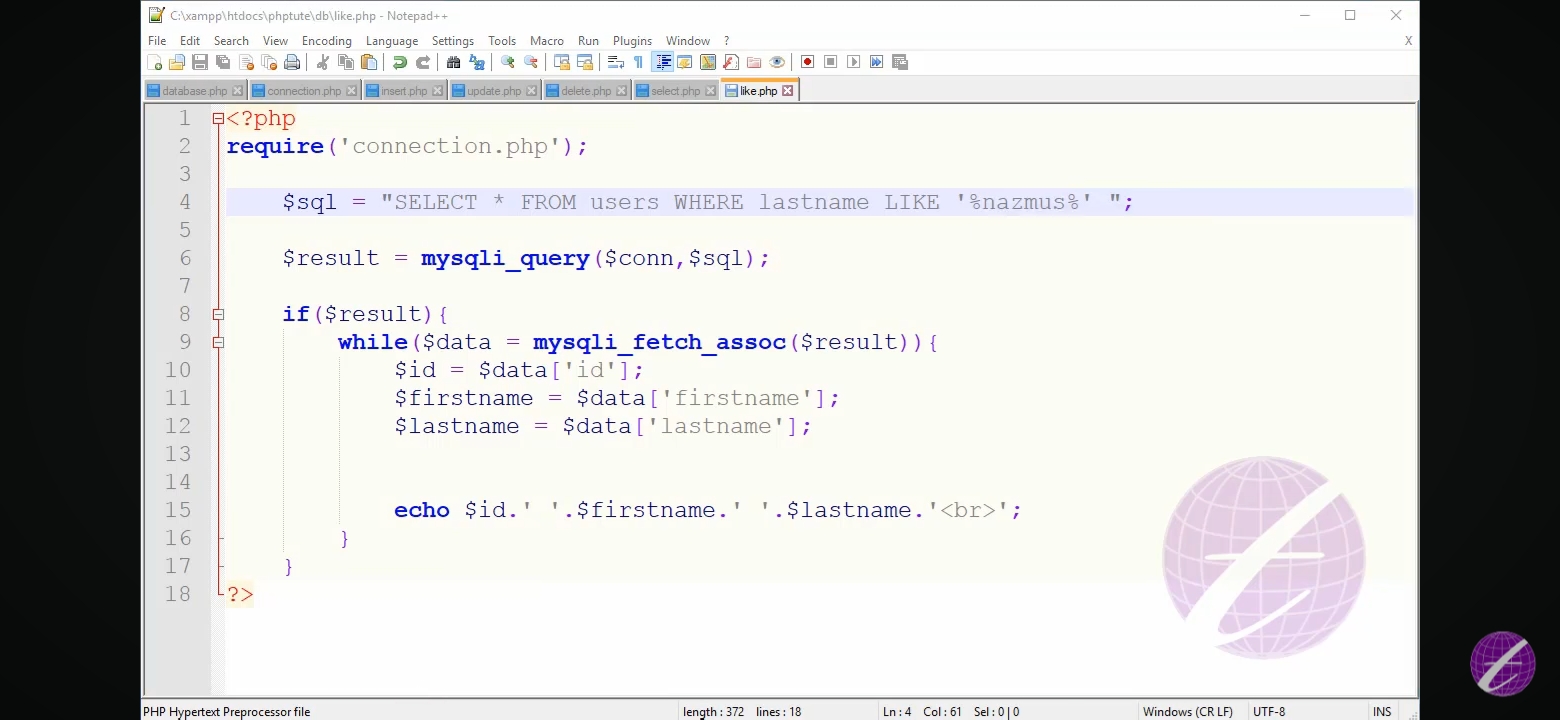 C:\xampp\htdocs\phptute\db\like.php - Notepad++
File Edit Search View Encoding Language Settings Tools Macro Run Plugins Window ? X
database.php connection.php insert.php update.php delete.php select.php like.php
1 <?php
2 require('connection.php');
3
4 $sql = "SELECT * FROM users WHERE lastname LIKE '%nazmus%' ";
5
6 $result = mysqli_query($conn,$sql);
7
8 if($result){
9 while($data = mysqli_fetch_assoc($result)){
10 $id = $data['id'];
11 $firstname = $data['firstname'];
12 $lastname = $data['lastname'];
13
14
15 echo $id.' '.$firstname.' '.$lastname.'<br>';
16 }
17 }
18 ?>
PHP Hypertext Preprocessor file length : 372 lines : 18 Ln : 4 Col : 61 Sel : 0 | 0 Windows (CR LF) UTF-8 INS